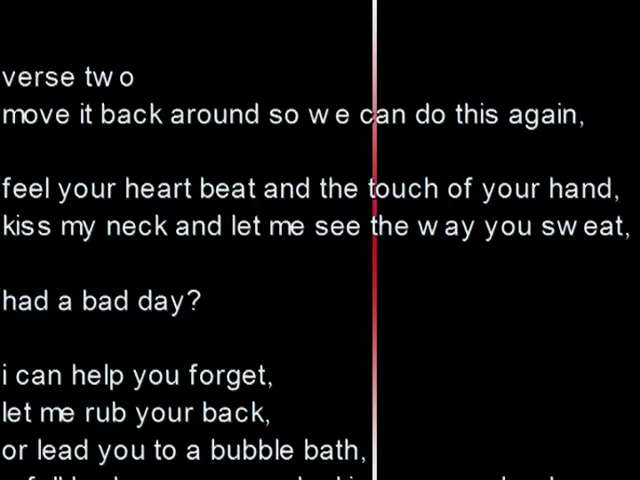 verse two
move it back around so we can do this again,
feel your heart beat and the touch of your hand,
kiss my neck and let me see the way you sweat,
had a bad day?
i can help you forget,
let me rub your back,
or lead you to a bubble bath,